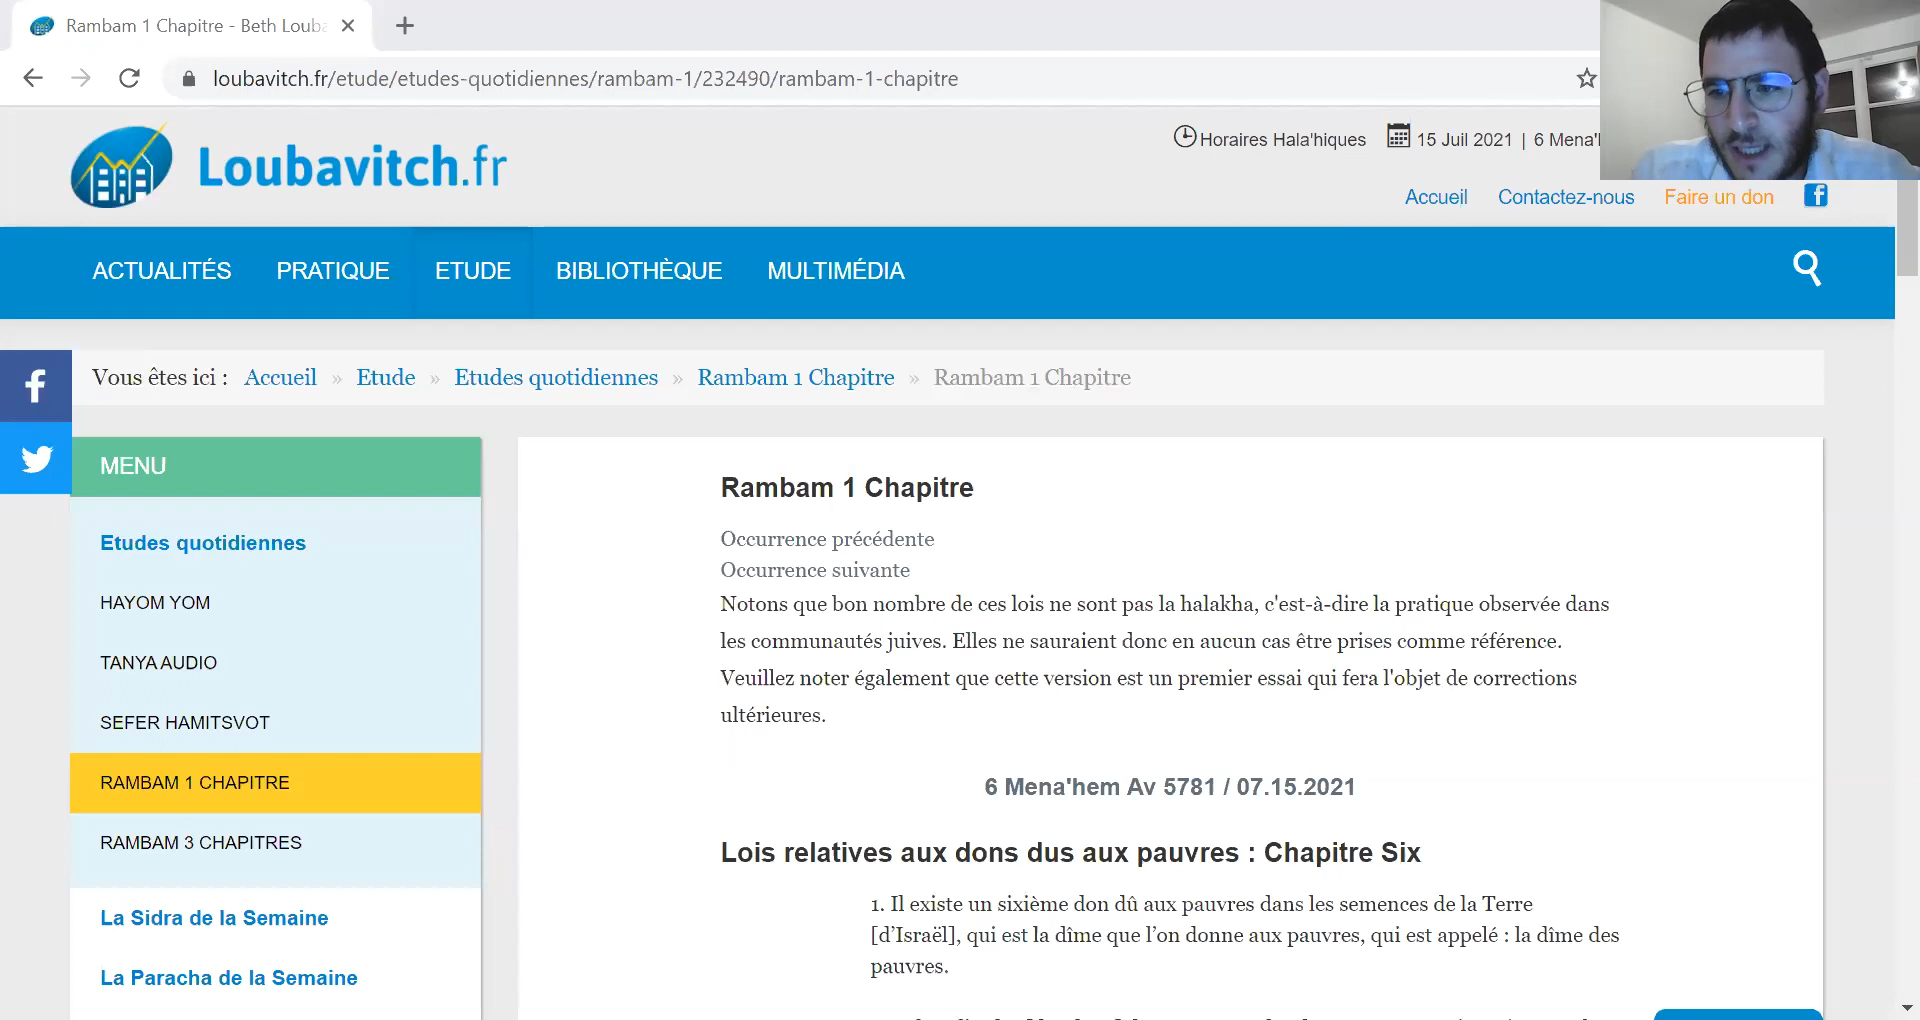 Rambam 1 Chapitre - Beth Loub
loubavitch.fr/etude/etudes-quotidiennes/rambam-1/232490/rambam-1-chapitre
Loubavitch.fr
Horaires Hala'hiques 15 Juil 2021 | 6 Mena'
Accueil Contactez-nous Faire un don
ACTUALITÉS PRATIQUE ETUDE BIBLIOTHÈQUE MULTIMÉDIA
Vous êtes ici : Accueil » Etude » Etudes quotidiennes » Rambam 1 Chapitre » Rambam 1 Chapitre
MENU
Etudes quotidiennes
HAYOM YOM
TANYA AUDIO
SEFER HAMITSVOT
RAMBAM 1 CHAPITRE
RAMBAM 3 CHAPITRES
La Sidra de la Semaine
La Paracha de la Semaine
Rambam 1 Chapitre
Occurrence précédente
Occurrence suivante
Notons que bon nombre de ces lois ne sont pas la halakha, c'est-à-dire la pratique observée dans
les communautés juives. Elles ne sauraient donc en aucun cas être prises comme référence.
Veuillez noter également que cette version est un premier essai qui fera l'objet de corrections
ultérieures.
6 Mena'hem Av 5781 / 07.15.2021
Lois relatives aux dons dus aux pauvres : Chapitre Six
1. Il existe un sixième don dû aux pauvres dans les semences de la Terre
[d’Israël], qui est la dîme que l’on donne aux pauvres, qui est appelé : la dîme des
pauvres.